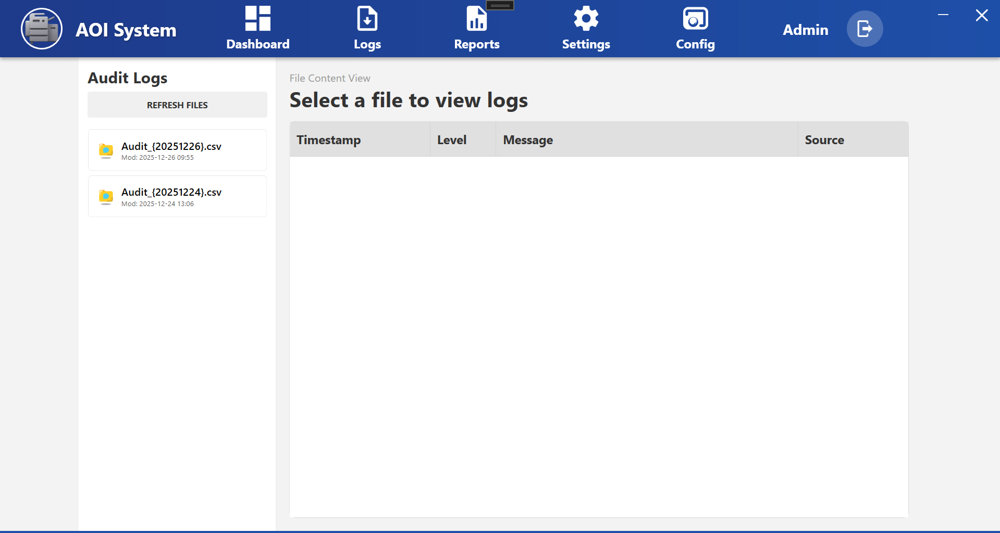 AOI System
Dashboard
Logs
Reports
Settings
Config
Admin
Audit Logs
REFRESH FILES
Audit_{20251226}.csv
Mod: 2025-12-26 09:55
Audit_{20251224}.csv
Mod: 2025-12-24 13:06
File Content View
Select a file to view logs
Timestamp
Level
Message
Source